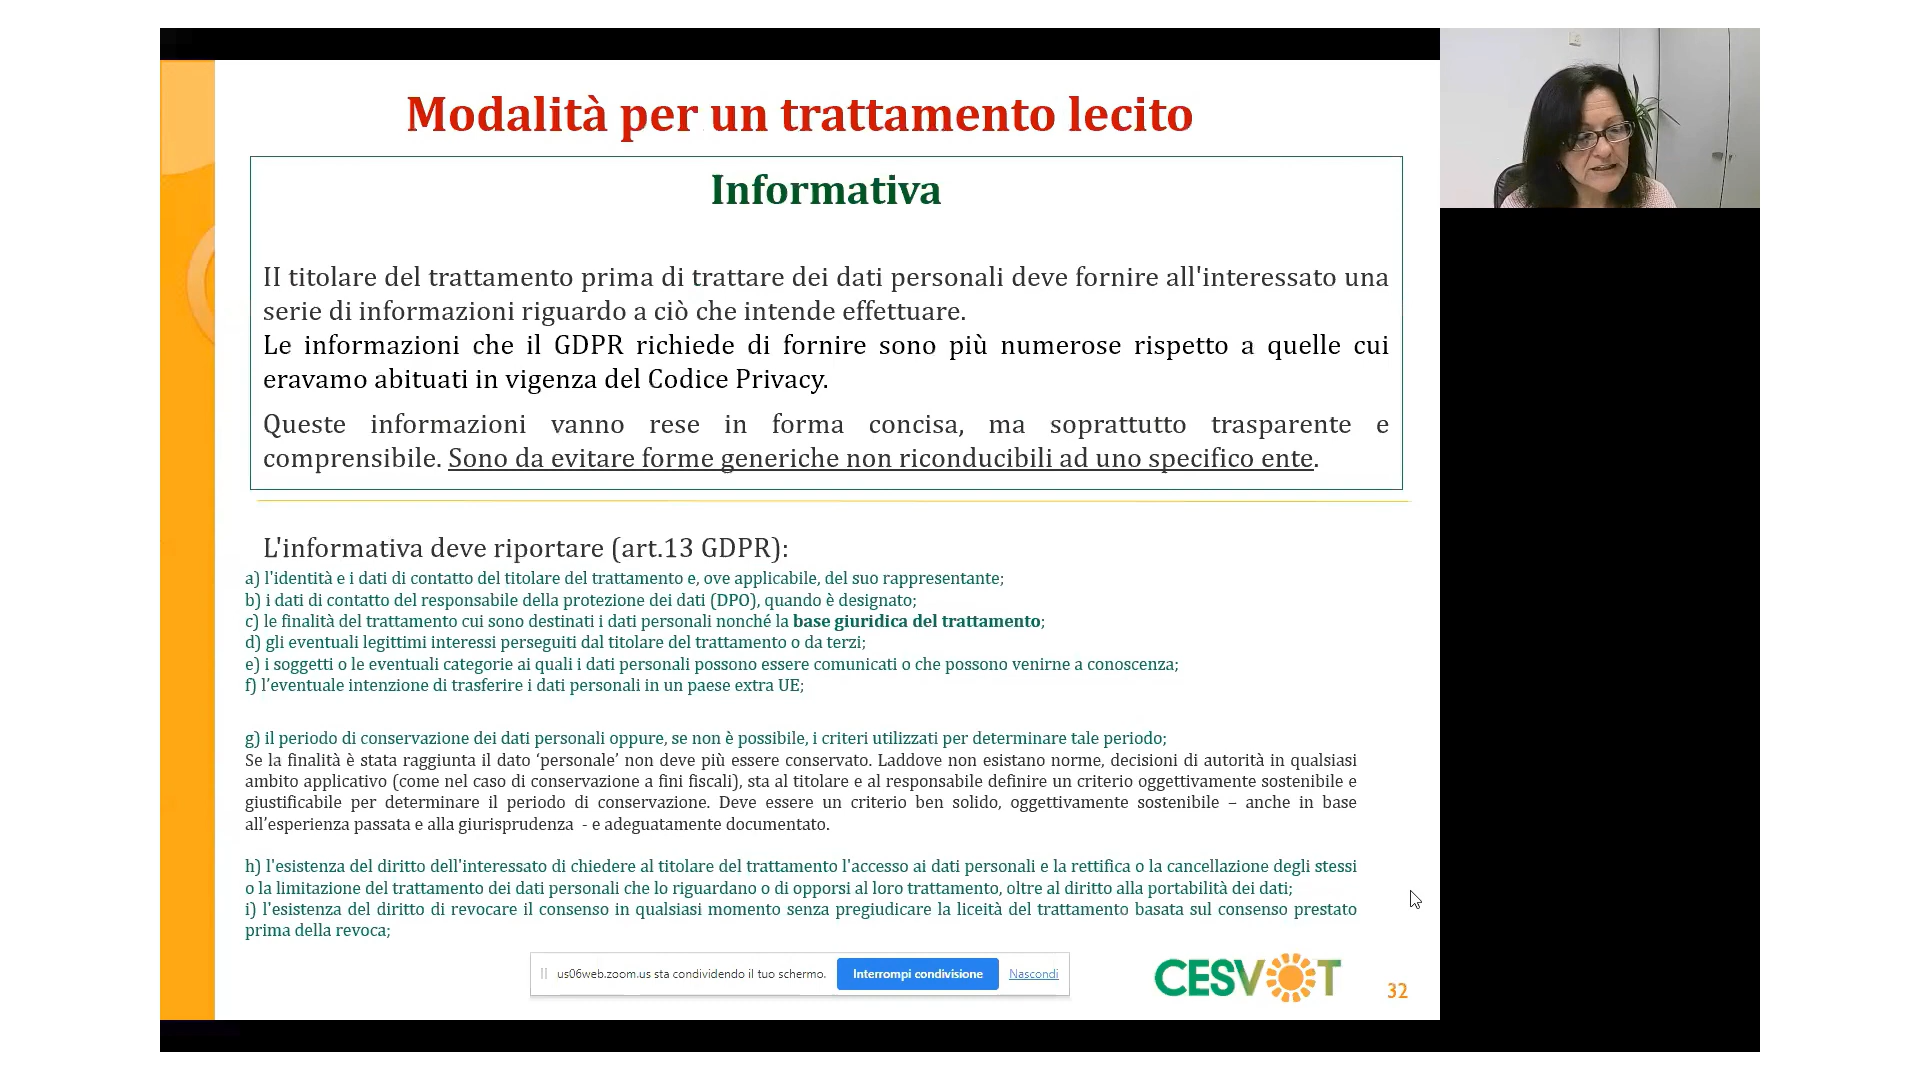 Modalità per un trattamento lecito
Informativa
II titolare del trattamento prima di trattare dei dati personali deve fornire all'interessato una
serie di informazioni riguardo a ciò che intende effettuare.
Le informazioni che il GDPR richiede di fornire sono più numerose rispetto a quelle cui
eravamo abituati in vigenza del Codice Privacy.
Queste informazioni vanno rese in forma concisa, ma soprattutto trasparente e
comprensibile. Sono da evitare forme generiche non riconducibili ad uno specifico ente.
L'informativa deve riportare (art.13 GDPR):
a) l'identità e i dati di contatto del titolare del trattamento e, ove applicabile, del suo rappresentante;
b) i dati di contatto del responsabile della protezione dei dati (DPO), quando è designato;
c) le finalità del trattamento cui sono destinati i dati personali nonché la base giuridica del trattamento;
d) gli eventuali legittimi interessi perseguiti dal titolare del trattamento o da terzi;
e) i soggetti o le eventuali categorie ai quali i dati personali possono essere comunicati o che possono venirne a conoscenza;
f) l’eventuale intenzione di trasferire i dati personali in un paese extra UE;
g) il periodo di conservazione dei dati personali oppure, se non è possibile, i criteri utilizzati per determinare tale periodo;
Se la finalità è stata raggiunta il dato ‘personale’ non deve più essere conservato. Laddove non esistano norme, decisioni di autorità in qualsiasi
ambito applicativo (come nel caso di conservazione a fini fiscali), sta al titolare e al responsabile definire un criterio oggettivamente sostenibile e
giustificabile per determinare il periodo di conservazione. Deve essere un criterio ben solido, oggettivamente sostenibile – anche in base
all’esperienza passata e alla giurisprudenza - e adeguatamente documentato.
h) l'esistenza del diritto dell'interessato di chiedere al titolare del trattamento l'accesso ai dati personali e la rettifica o la cancellazione degli stessi
o la limitazione del trattamento dei dati personali che lo riguardano o di opporsi al loro trattamento, oltre al diritto alla portabilità dei dati;
i) l'esistenza del diritto di revocare il consenso in qualsiasi momento senza pregiudicare la liceità del trattamento basata sul consenso prestato
prima della revoca;
us06web.zoom.us sta condividendo il tuo schermo. Interrompi condivisione Nascondi
CESVOT
32